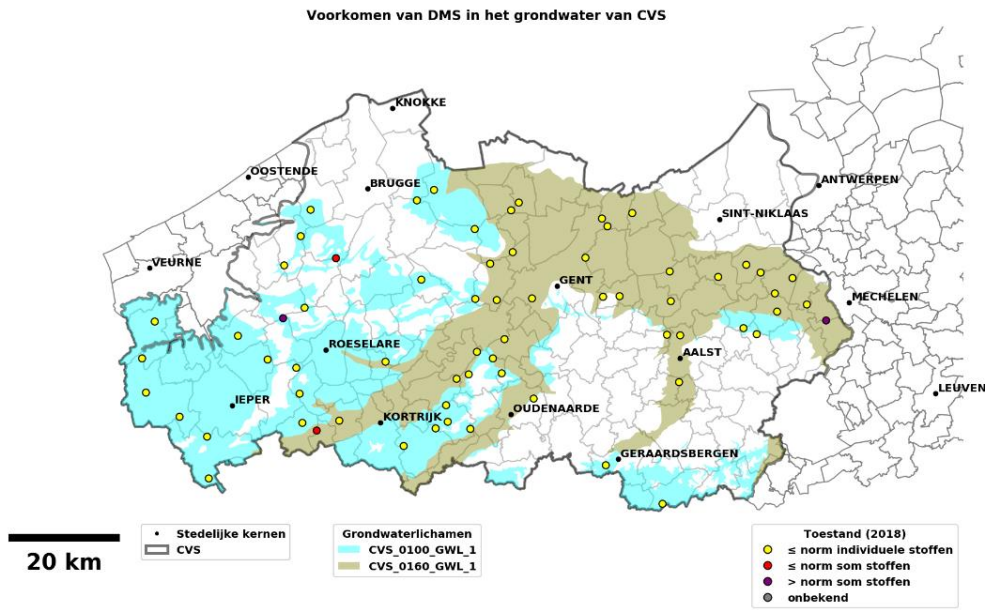 Voorkomen van DMS in het grondwater van CVS
KNOKKE
OOSTENDE
BRUGGE
ANTWERPEN
SINT-NIKLAAS
VEURNE
GENT
MECHELEN
ROESELARE
AALST
LEUVEN
IEPER
OUDENAARDE
KORTRIJK
GERAARDSBERGEN
20 km
Stedelijke kernen
CVS
Grondwaterlichamen
CVS_0100_GWL_1
CVS_0160_GWL_1
Toestand (2018)
≤ norm individuele stoffen
≤ norm som stoffen
> norm som stoffen
onbekend